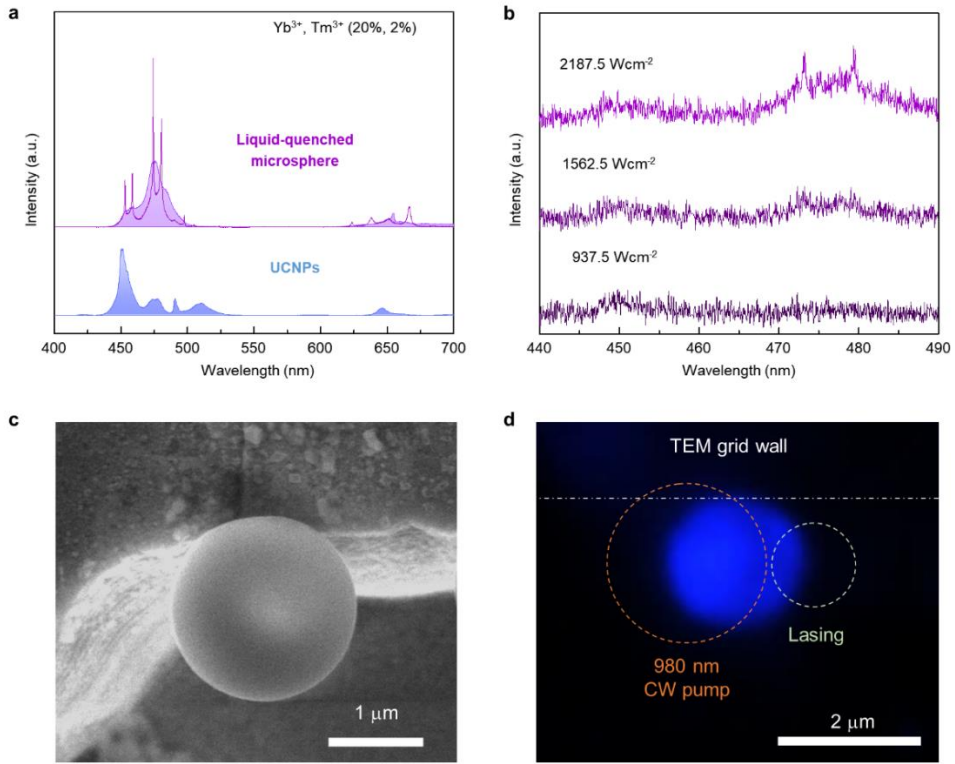 a
Yb³⁺, Tm³⁺ (20%, 2%)
Liquid-quenched
microsphere
UCNPs
Intensity (a.u.)
400 450 500 550 600 650 700
Wavelength (nm)
b
2187.5 Wcm⁻²
1562.5 Wcm⁻²
937.5 Wcm⁻²
Intensity (a.u.)
440 450 460 470 480 490
Wavelength (nm)
c
1 μm
d
TEM grid wall
Lasing
980 nm
CW pump
2 μm